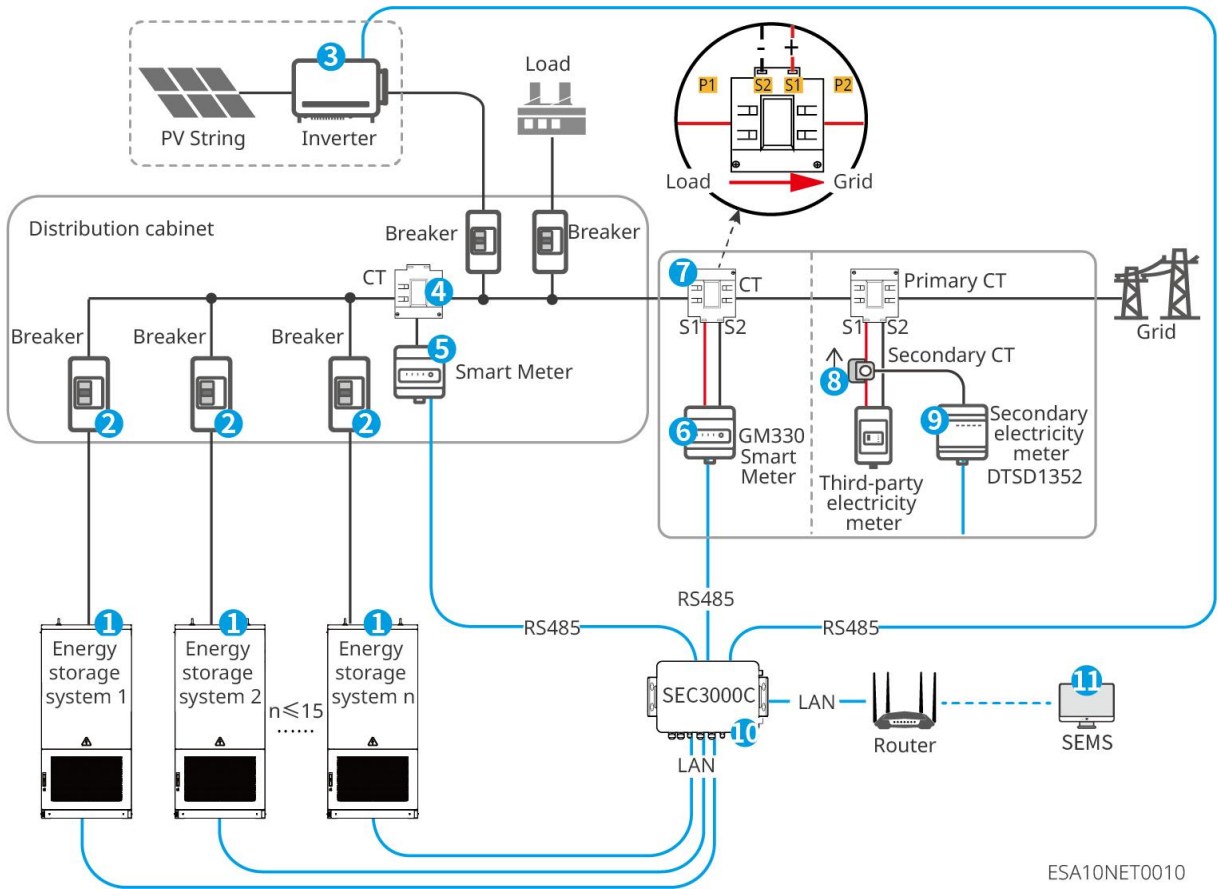 3
PV String
Inverter
Load
-
+
P1
S2
S1
P2
Load
Grid
Distribution cabinet
Breaker
Breaker
CT
4
7
CT
Primary CT
S1
S2
S1
S2
Grid
Breaker
Breaker
Breaker
5
Smart Meter
Secondary CT
8
2
2
2
6
GM330
Smart
Meter
9
Secondary
electricity
meter
DTSD1352
Third-party
electricity
meter
RS485
RS485
RS485
1
Energy
storage
system 1
1
Energy
storage
system 2
n≤15
......
1
Energy
storage
system n
SEC3000C
10
LAN
LAN
Router
11
SEMS
ESA10NET0010